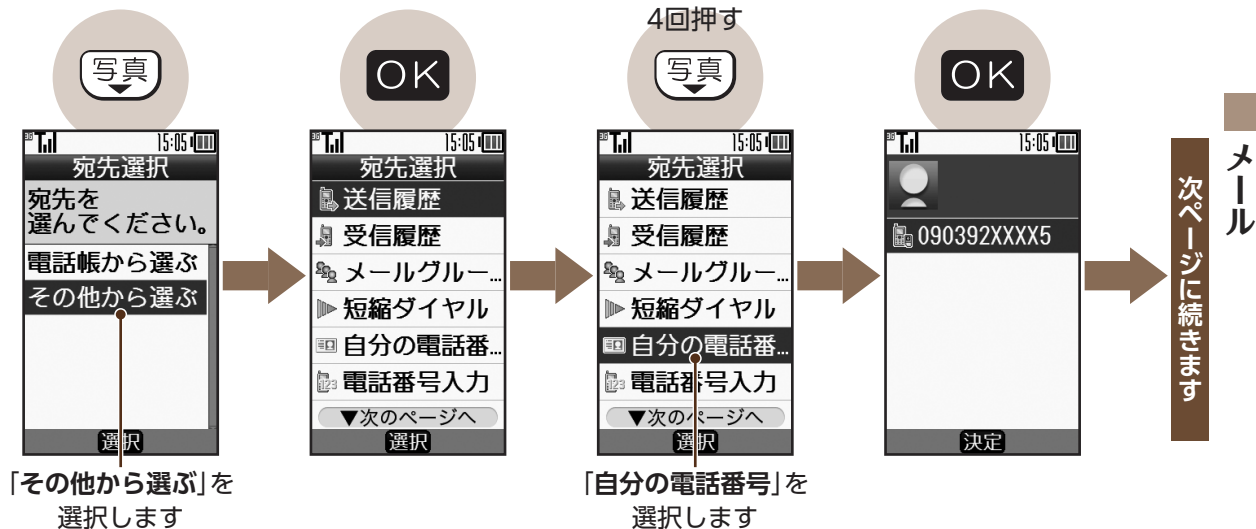 写真
OK
4回押す
写真
OK
3G 15:05
宛先選択
宛先を
選んでください。
電話帳から選ぶ
その他から選ぶ
選択
「その他から選ぶ」を
選択します
3G 15:05
宛先選択
送信履歴
受信履歴
メールグルー…
短縮ダイヤル
自分の電話番…
電話番号入力
▼次のページへ
選択
3G 15:05
宛先選択
送信履歴
受信履歴
メールグルー…
短縮ダイヤル
自分の電話番…
電話番号入力
▼次のページへ
選択
「自分の電話番号」を
選択します
3G 15:05
090392XXXX5
決定
メール
次ページに続きます